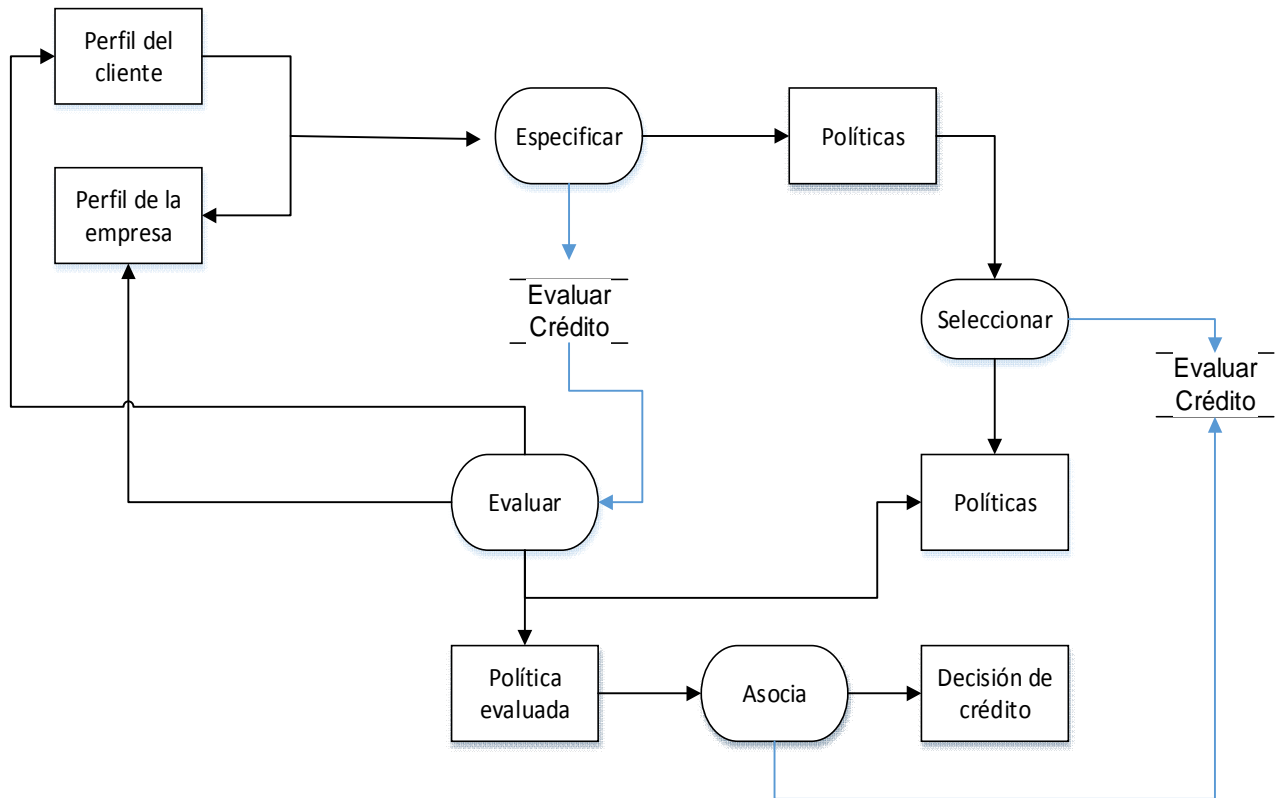 Perfil del
cliente
Especificar
Políticas
Perfil de la
empresa
Evaluar
Crédito
Seleccionar
Evaluar
Crédito
Evaluar
Políticas
Política
evaluada
Asocia
Decisión de
crédito